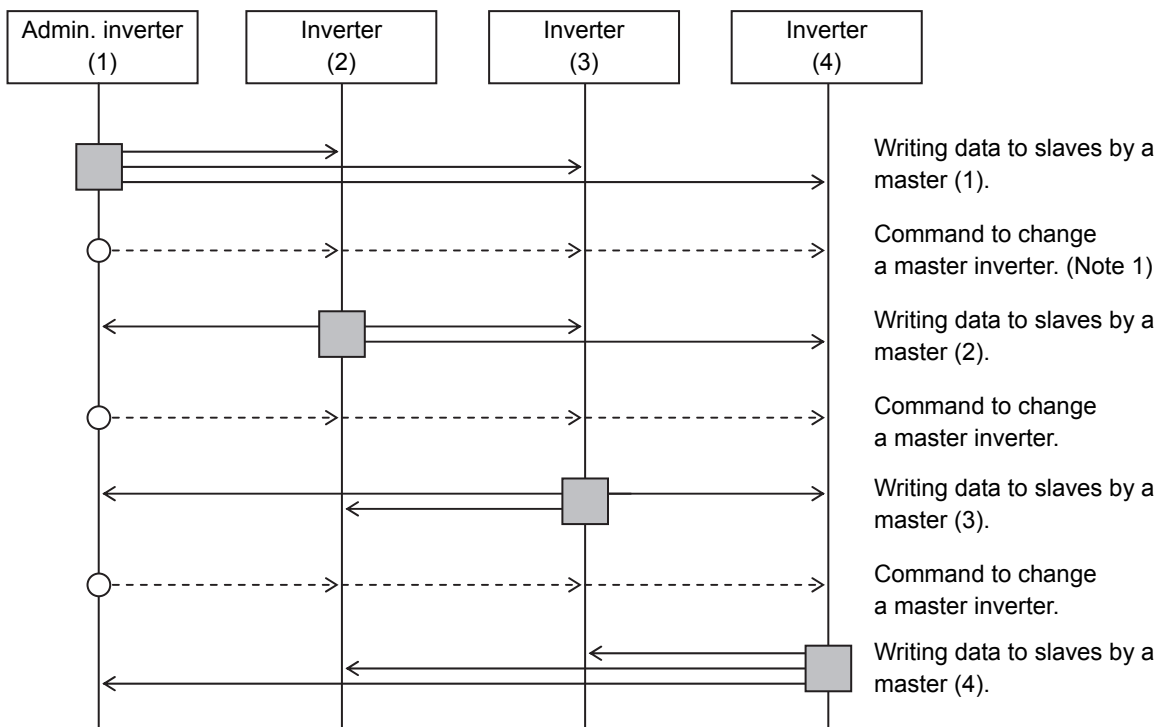 Admin. inverter
(1)
Inverter
(2)
Inverter
(3)
Inverter
(4)
Writing data to slaves by a
master (1).
Command to change
a master inverter. (Note 1)
Writing data to slaves by a
master (2).
Command to change
a master inverter.
Writing data to slaves by a
master (3).
Command to change
a master inverter.
Writing data to slaves by a
master (4).